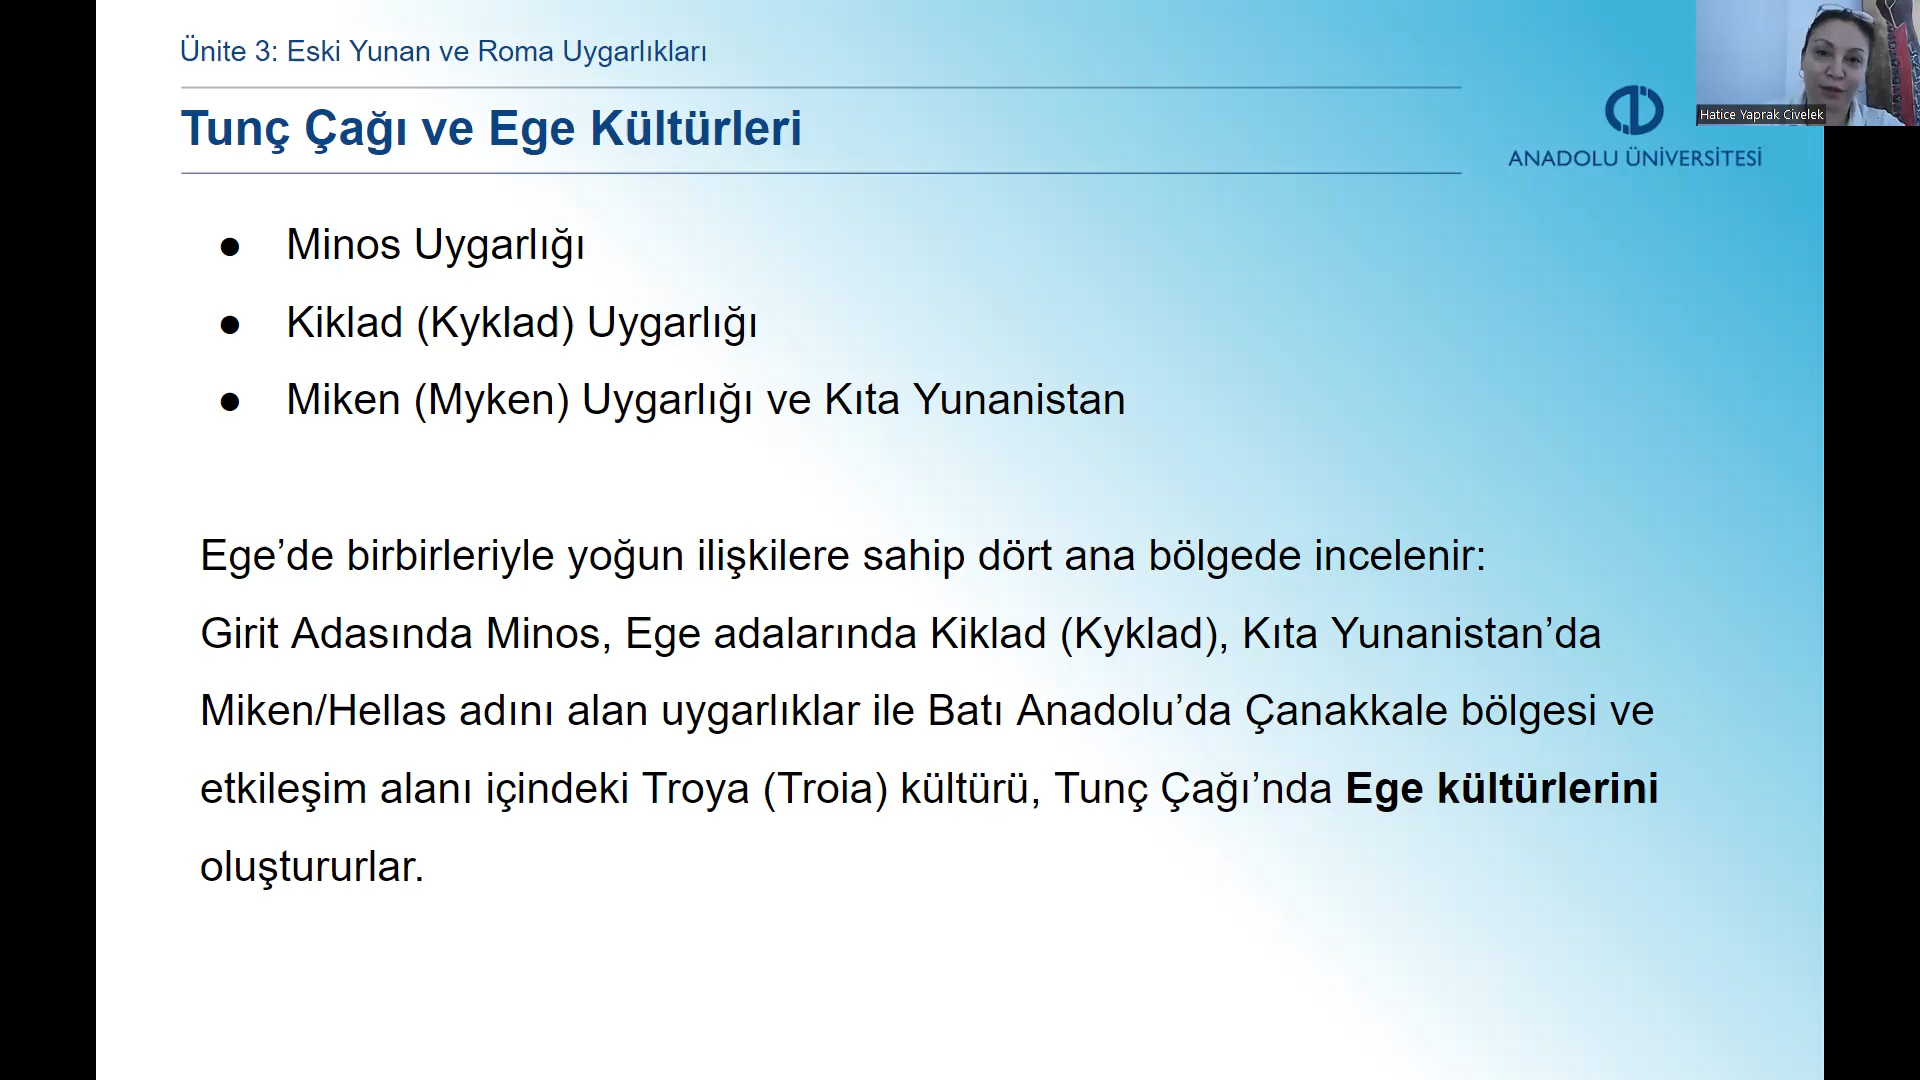 Ünite 3: Eski Yunan ve Roma Uygarlıkları
Tunç Çağı ve Ege Kültürleri
ANADOLU ÜNİVERSİTESİ
Hatice Yaprak Civelek
● Minos Uygarlığı
● Kiklad (Kyklad) Uygarlığı
● Miken (Myken) Uygarlığı ve Kıta Yunanistan
Ege’de birbirleriyle yoğun ilişkilere sahip dört ana bölgede incelenir:
Girit Adasında Minos, Ege adalarında Kiklad (Kyklad), Kıta Yunanistan’da
Miken/Hellas adını alan uygarlıklar ile Batı Anadolu’da Çanakkale bölgesi ve
etkileşim alanı içindeki Troya (Troia) kültürü, Tunç Çağı’nda Ege kültürlerini
oluştururlar.